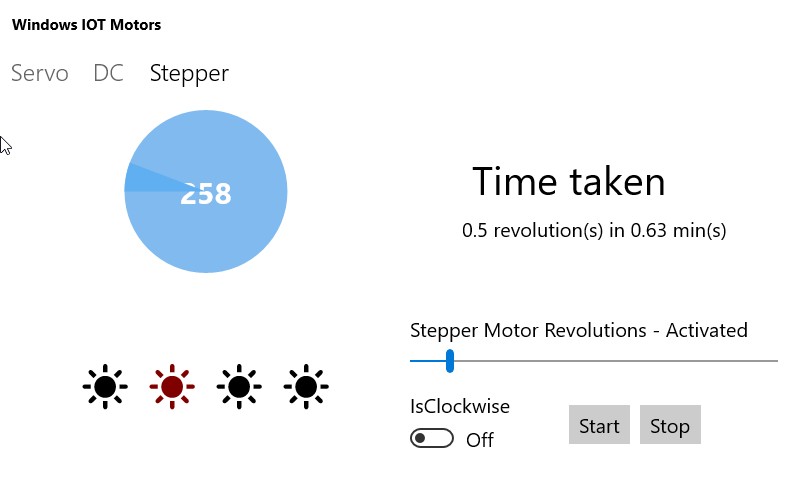 Windows IOT Motors
Servo DC Stepper
258
Time taken
0.5 revolution(s) in 0.63 min(s)
Stepper Motor Revolutions - Activated
IsClockwise
Off
Start Stop